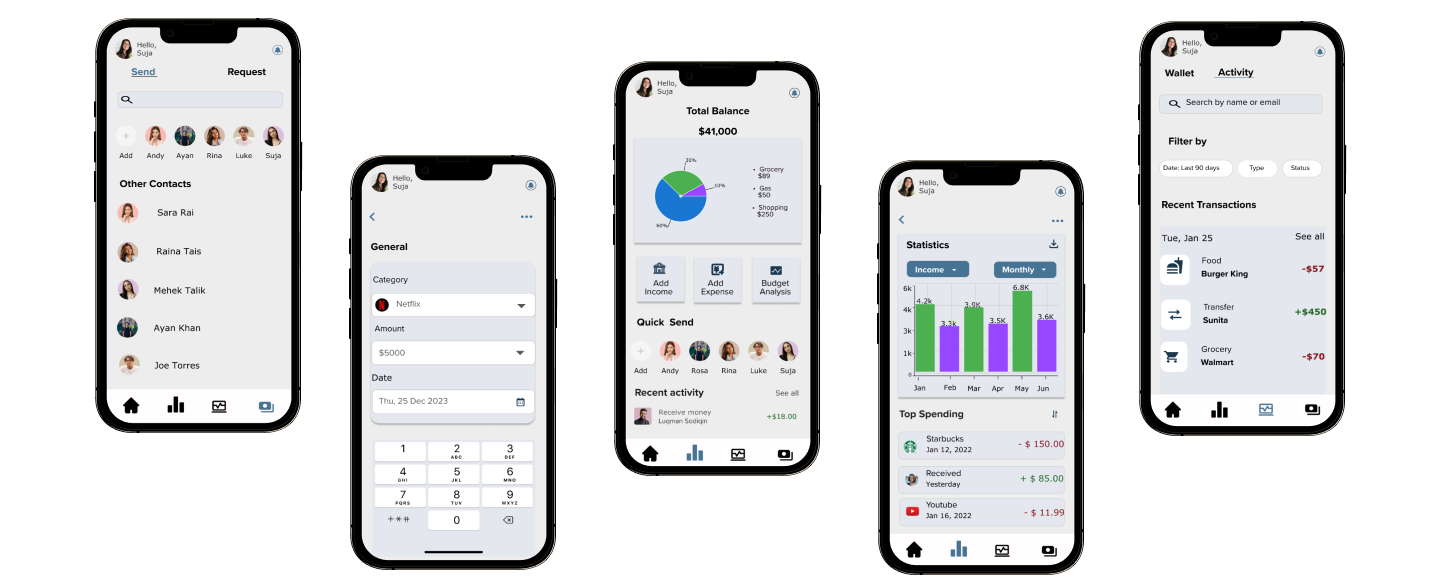 Hello,
Suja
Send Request
Add Andy Ayan Rina Luke Suja
Other Contacts
Sara Rai
Raina Tais
Mehek Talik
Ayan Khan
Joe Torres
Hello,
Suja
General
Category
Netflix
Amount
$5000
Date
Thu, 25 Dec 2023
1 2 3
ABC DEF
4 5 6
GHI JKL MNO
7 8 9
PQRS TUV WXYZ
+*# 0
Hello,
Suja
Total Balance
$41,000
30%
10%
60%
• Grocery
$89
• Gas
$50
• Shopping
$250
Add Income
Add Expense
Budget Analysis
Quick Send
Add Andy Rosa Rina Luke Suja
Recent activity See all
Receive money
Luqman Sodiqin
+$18.00
Hello,
Suja
Statistics
Income Monthly
6k
4k
3k
1k
0
4.2k 3.3k 3.9K 3.5K 6.8K 3.6K
Jan Feb Mar Apr May Jun
Top Spending
Starbucks
Jan 12, 2022
- $ 150.00
Received
Yesterday
+ $ 85.00
Youtube
Jan 16, 2022
- $ 11.99
Hello,
Suja
Wallet Activity
Search by name or email
Filter by
Date: Last 90 days Type Status
Recent Transactions
Tue, Jan 25 See all
Food
Burger King
-$57
Transfer
Sunita
+$450
Grocery
Walmart
-$70